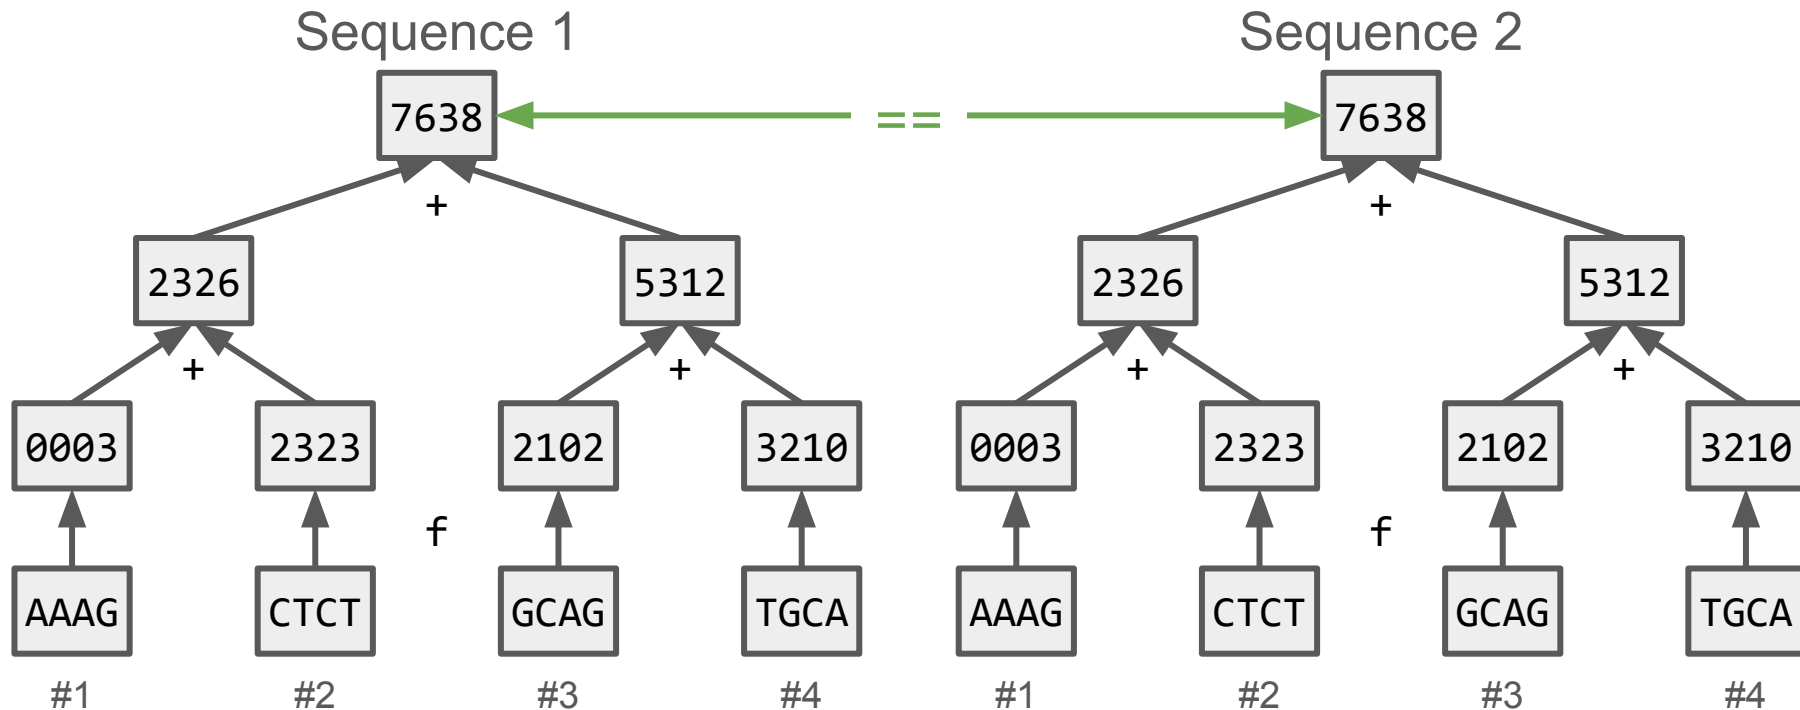 Sequence 1 Sequence 2
7638 == 7638
+ +
2326 5312 2326 5312
+ + + +
0003 2323 2102 3210 0003 2323 2102 3210
f f
AAAG CTCT GCAG TGCA AAAG CTCT GCAG TGCA
#1 #2 #3 #4 #1 #2 #3 #4